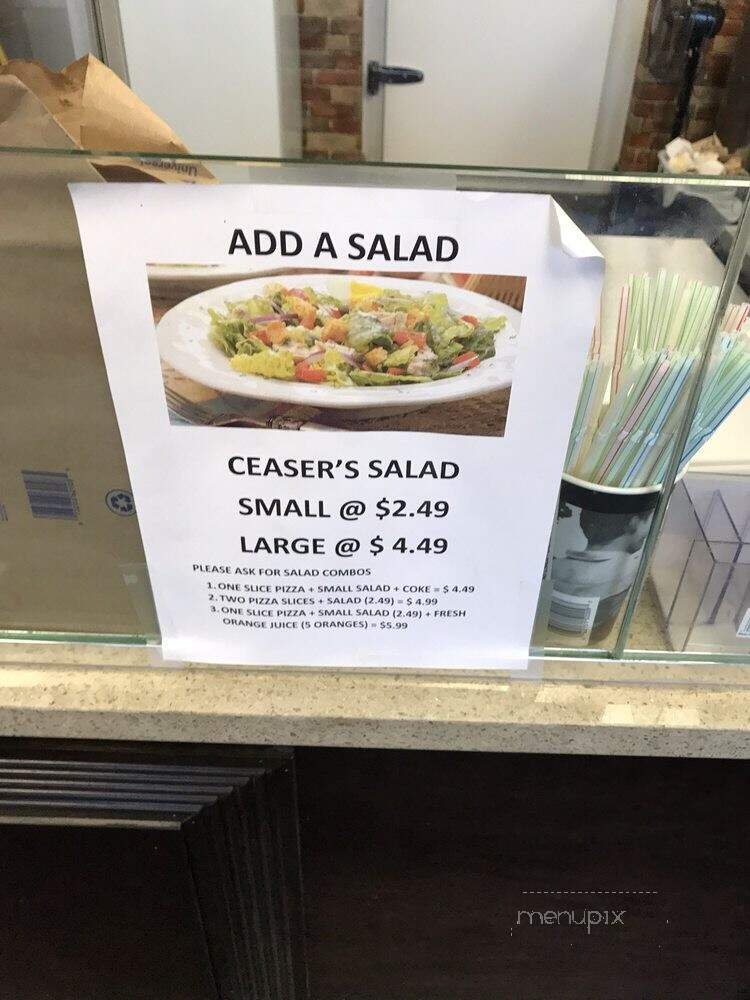 Univers
ADD A SALAD
CEASER'S SALAD
SMALL @ $2.49
LARGE @ $ 4.49
PLEASE ASK FOR SALAD COMBOS
1. ONE SLICE PIZZA + SMALL SALAD + COKE = $ 4.49
2. TWO PIZZA SLICES + SALAD (2.49) = $ 4.99
3. ONE SLICE PIZZA + SMALL SALAD (2.49) + FRESH
ORANGE JUICE (5 ORANGES) = $5.99
menupix